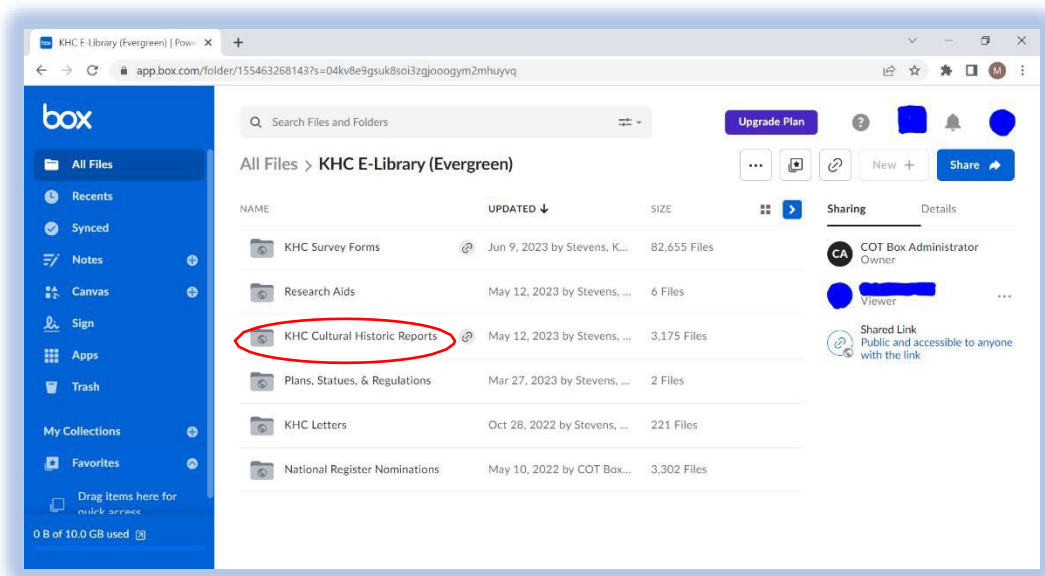 KHC E-Library (Evergreen) | Powe
app.box.com/folder/155463268143?s=04kv8e9gsuk8soi3zgjooogym2mhuyvq
M
box
Search Files and Folders
Upgrade Plan
All Files
Recents
Synced
Notes
Canvas
Sign
Apps
Trash
My Collections
Favorites
Drag items here for
quick access
0 B of 10.0 GB used
All Files > KHC E-Library (Evergreen)
New +
Share
NAME UPDATED SIZE
KHC Survey Forms Jun 9, 2023 by Stevens, K... 82,655 Files
Research Aids May 12, 2023 by Stevens, ... 6 Files
KHC Cultural Historic Reports May 12, 2023 by Stevens, ... 3,175 Files
Plans, Statues, & Regulations Mar 27, 2023 by Stevens, ... 2 Files
KHC Letters Oct 28, 2022 by Stevens, ... 221 Files
National Register Nominations May 10, 2022 by COT Box... 3,302 Files
Sharing Details
CA
COT Box Administrator
Owner
Viewer
Shared Link
Public and accessible to anyone
with the link